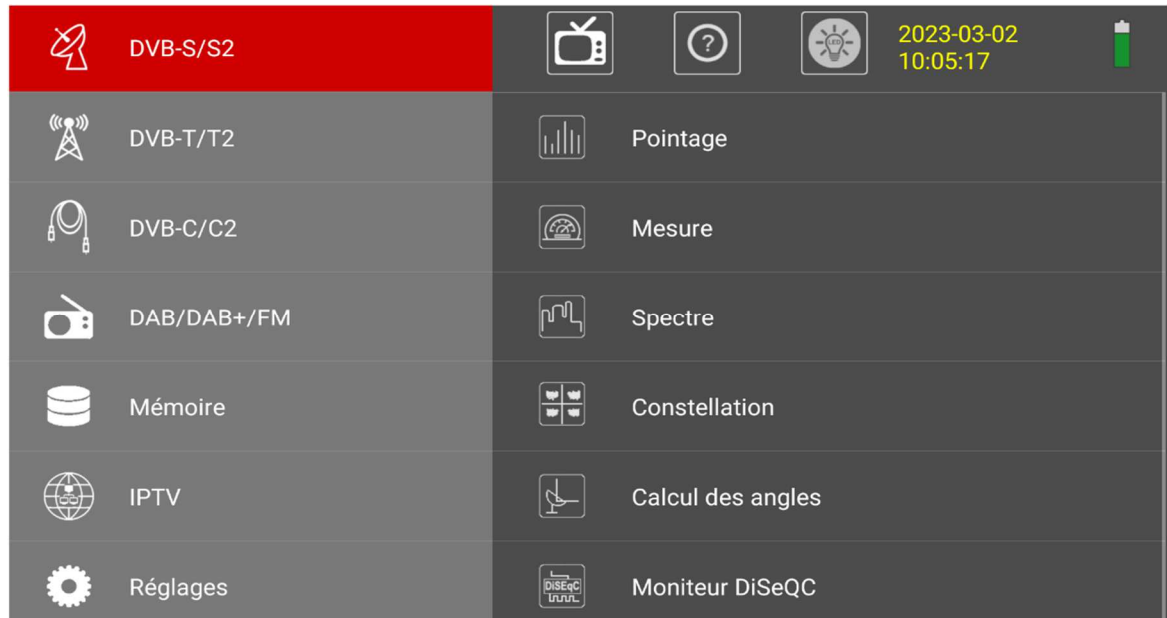 DVB-S/S2
?
LED
2023-03-02
10:05:17
DVB-T/T2
Pointage
DVB-C/C2
Mesure
DAB/DAB+/FM
Spectre
Mémoire
Constellation
IPTV
Calcul des angles
Réglages
DiSEqC
Moniteur DiSeQC